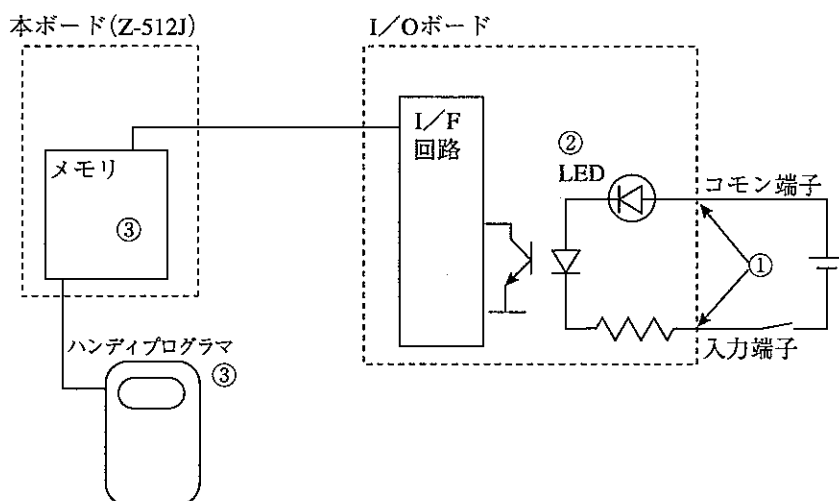 本ボード(Z-512J)
I/Oボード
I/F
回路
メモリ
③
②
LED
コモン端子
①
入力端子
ハンディプログラマ
③